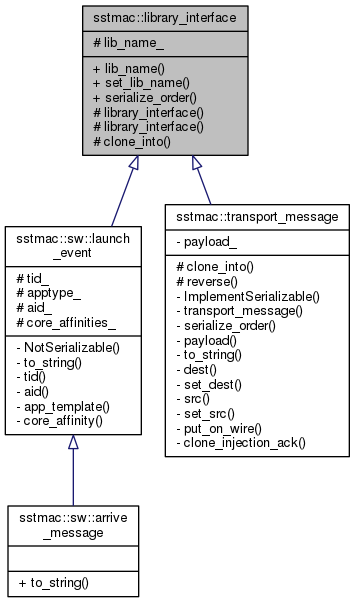 sstmac::library_interface
# lib_name_
+ lib_name()
+ set_lib_name()
+ serialize_order()
# library_interface()
# library_interface()
# clone_into()
sstmac::sw::launch
_event
# tid_
# apptype_
# aid_
# core_affinities_
- NotSerializable()
- to_string()
- tid()
- aid()
- app_template()
- core_affinity()
sstmac::transport_message
- payload_
# clone_into()
# reverse()
- ImplementSerializable()
- transport_message()
- serialize_order()
- payload()
- to_string()
- dest()
- set_dest()
- src()
- set_src()
- put_on_wire()
- clone_injection_ack()
sstmac::sw::arrive
_message
+ to_string()